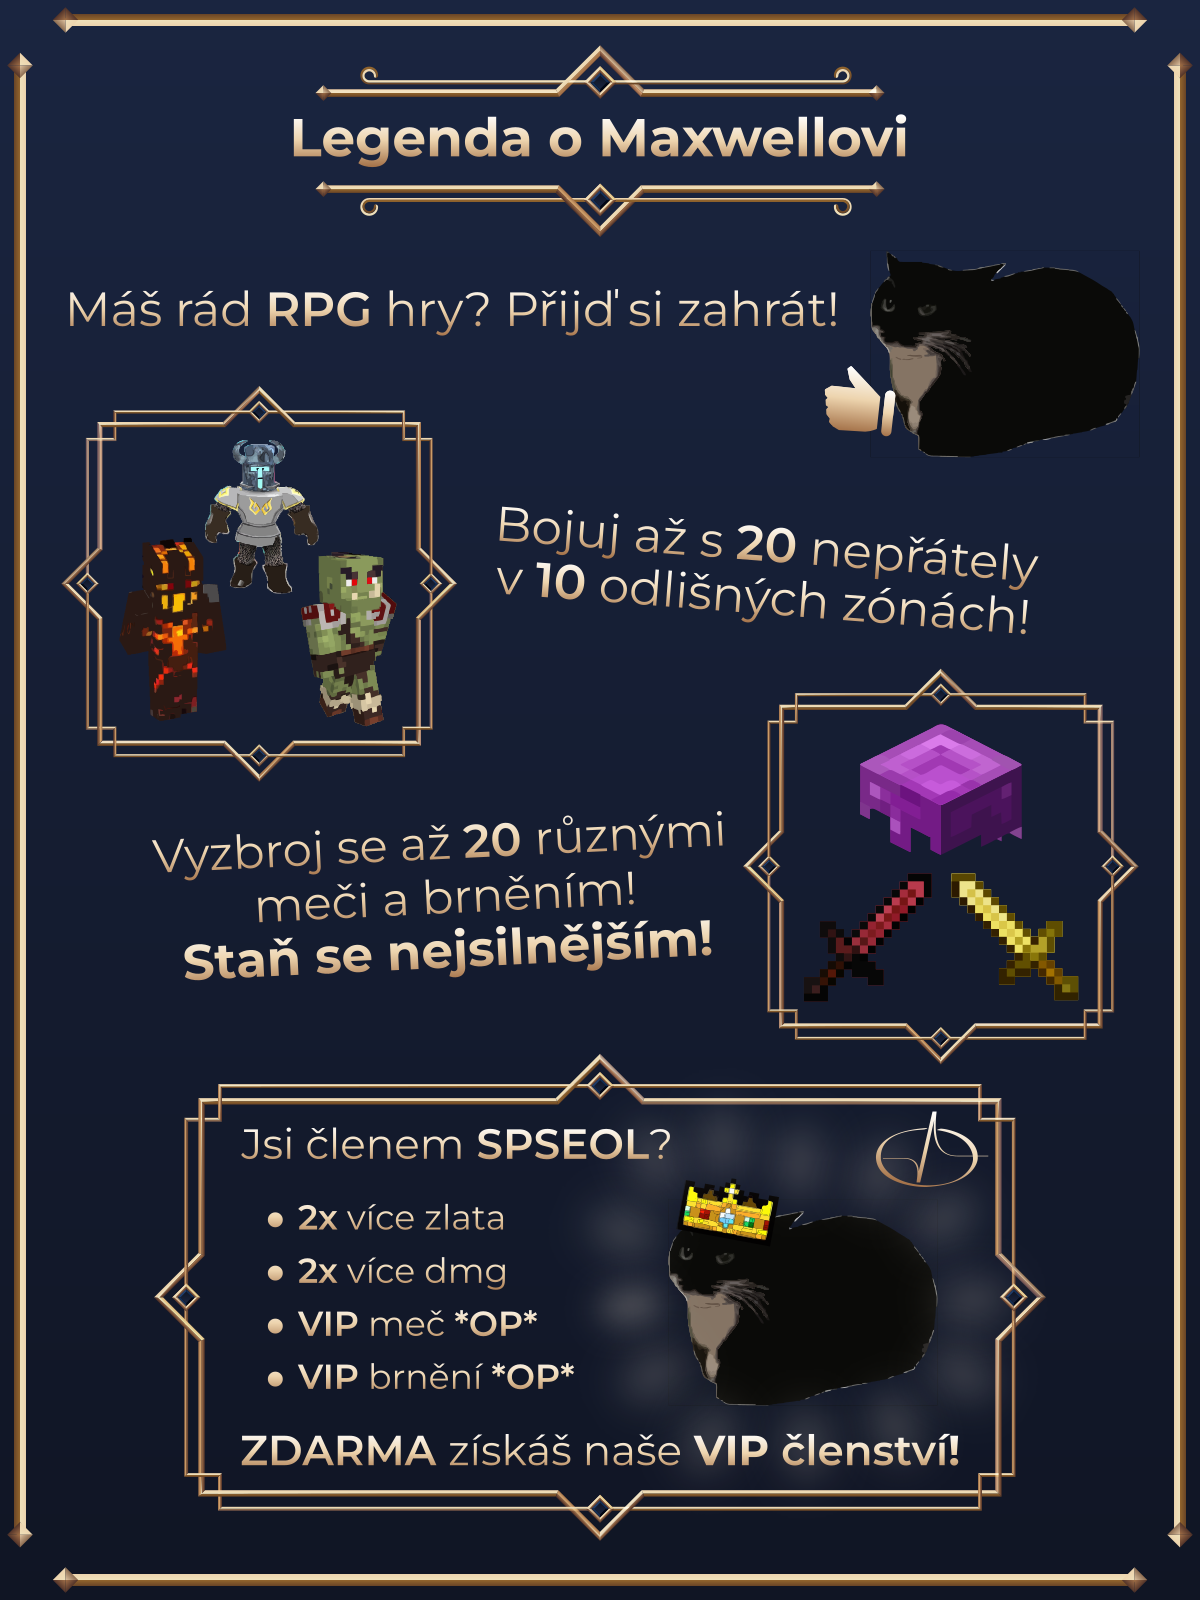 Legenda o Maxwellovi
Máš rád RPG hry? Přijď si zahrát!
Bojuj až s 20 nepřátely
v 10 odlišných zónách!
Vyzbroj se až 20 různými
meči a brněním!
Staň se nejsilnějším!
Jsi členem SPSEOL?
• 2x více zlata
• 2x více dmg
• VIP meč *OP*
• VIP brnění *OP*
ZDARMA získáš naše VIP členství!